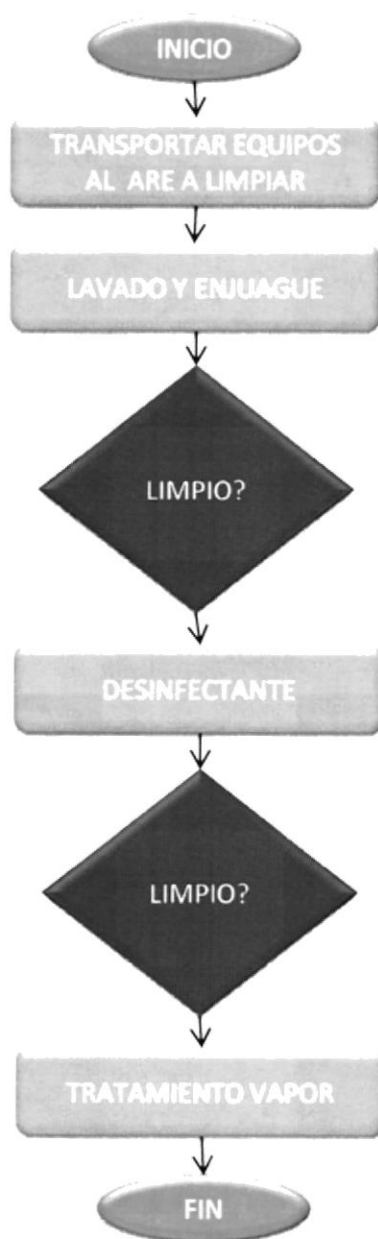 INICIO
TRANSPORTAR EQUIPOS
AL ARE A LIMPIAR
LAVADO Y ENJUAGUE
LIMPIO?
DESINFECTANTE
LIMPIO?
TRATAMIENTO VAPOR
FIN